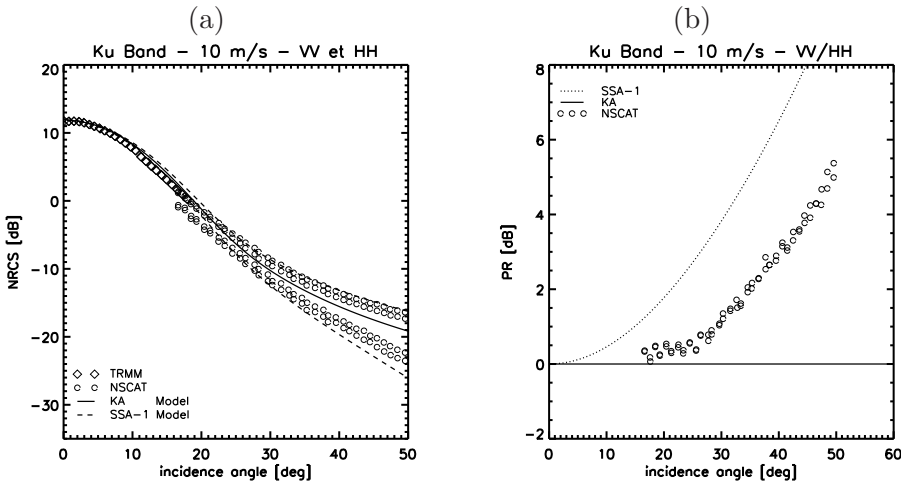 (a)
Ku Band – 10 m/s – VV et HH
20
10
0
−10
−20
−30
NRCS [dB]
TRMM
NSCAT
KA Model
SSA−1 Model
0 10 20 30 40 50
incidence angle [deg]
(b)
Ku Band – 10 m/s – VV/HH
8
6
4
2
0
−2
PR [dB]
SSA−1
KA
NSCAT
0 10 20 30 40 50 60
incidence angle [deg]